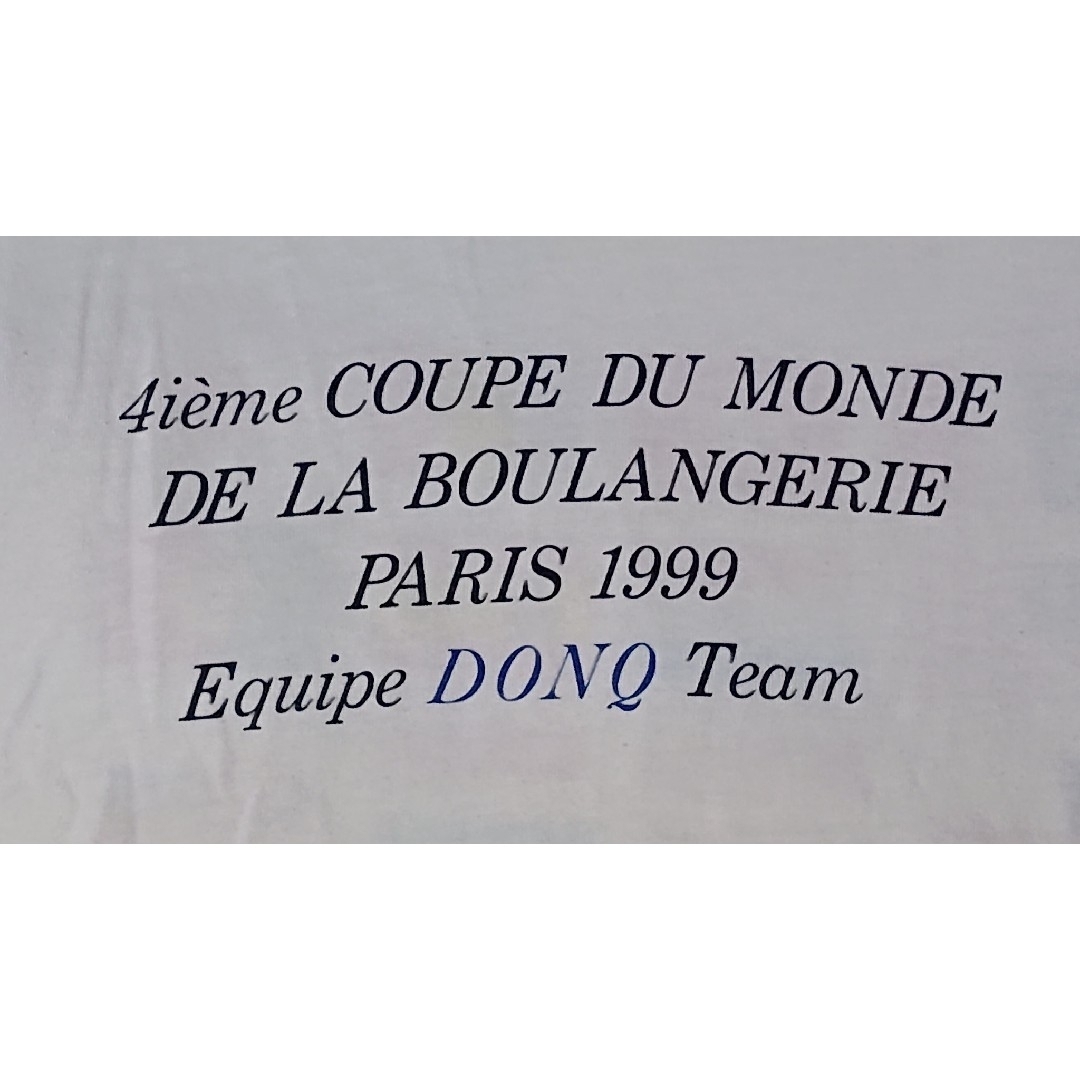 4ième COUPE DU MONDE
DE LA BOULANGERIE
PARIS 1999
Equipe DONQ Team